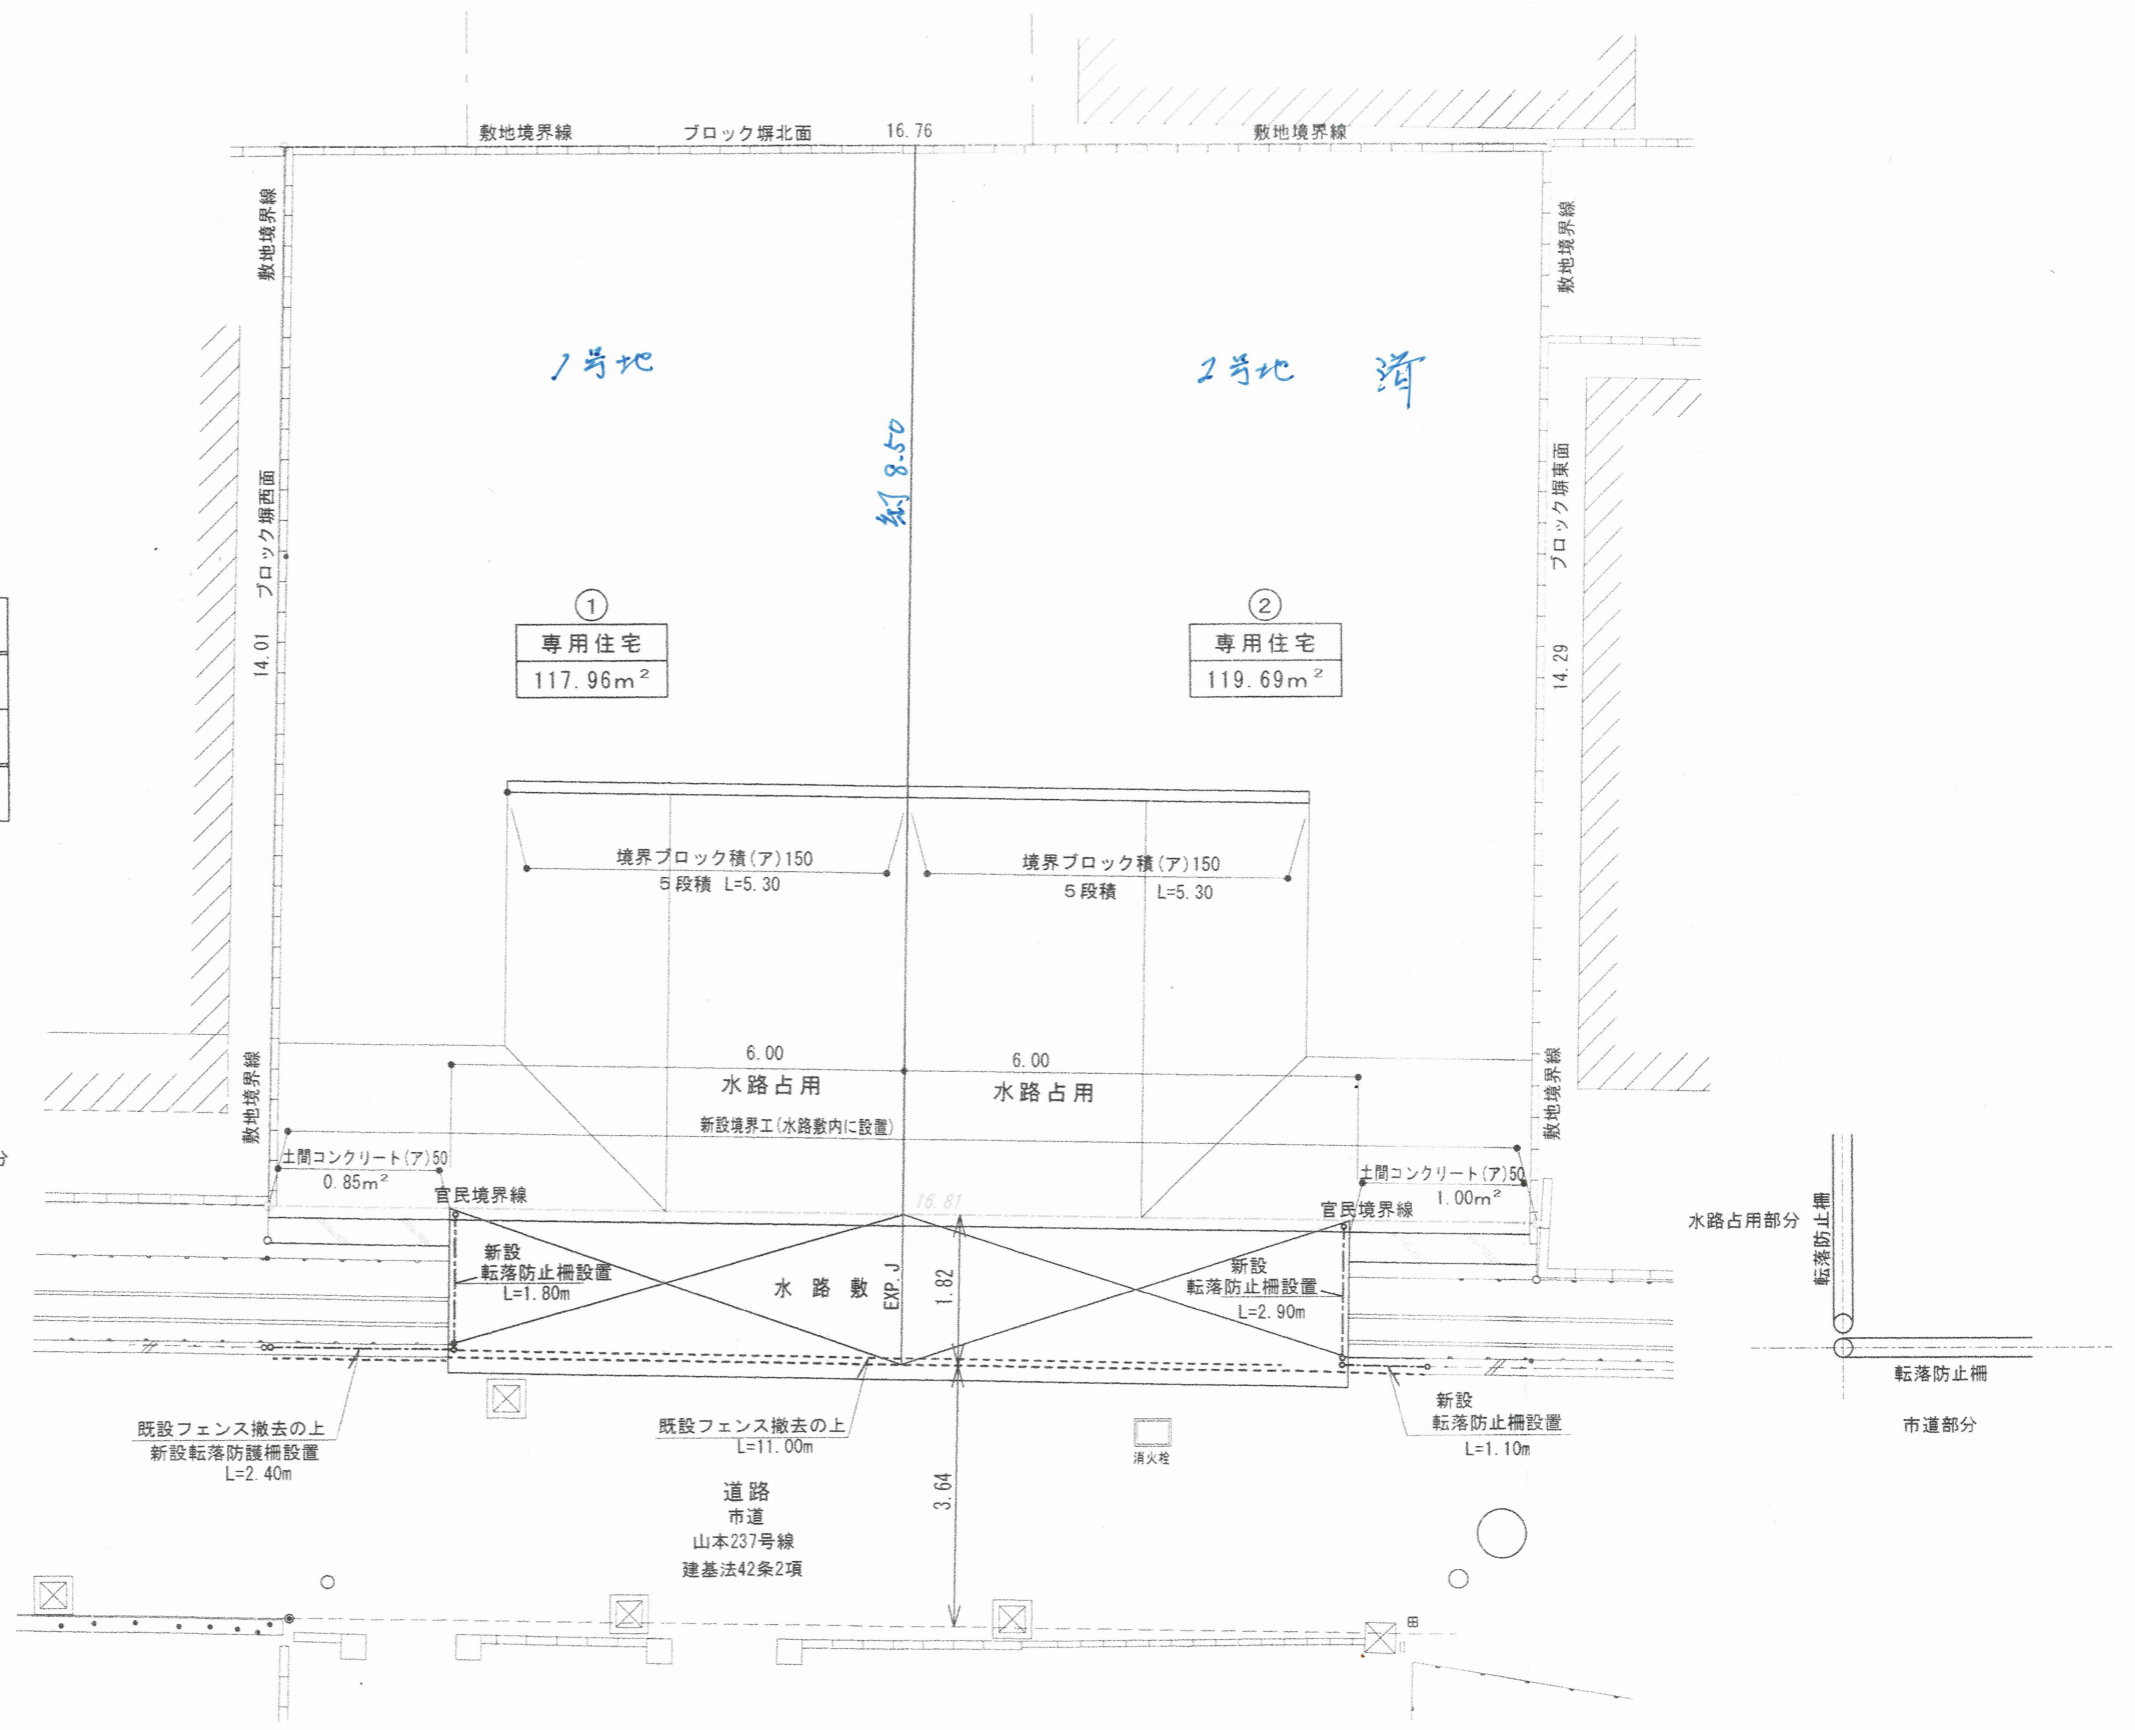 敷地境界線
ブロック塀北面
16.76
敷地境界線
敷地境界線
敷地境界線
1号地
2号地
済
約8.50
ブロック塀西面
14.01
ブロック塀東面
14.29
①
専用住宅
117.96m²
②
専用住宅
119.69m²
境界ブロック積(ア)150
5段積 L=5.30
境界ブロック積(ア)150
5段積 L=5.30
6.00
水路占用
6.00
水路占用
敷地境界線
敷地境界線
新設境界工(水路敷内に設置)
土間コンクリート(ア)50
0.85m²
土間コンクリート(ア)50
1.00m²
官民境界線
16.81
官民境界線
新設
転落防止柵設置
L=1.80m
水路敷
EXP.J
1.82
新設
転落防止柵設置
L=2.90m
水路占用部分
転落防止柵
転落防止柵
市道部分
既設フェンス撤去の上
新設転落防護柵設置
L=2.40m
既設フェンス撤去の上
L=11.00m
消火栓
新設
転落防止柵設置
L=1.10m
3.64
道路
市道
山本237号線
建基法42条2項
分